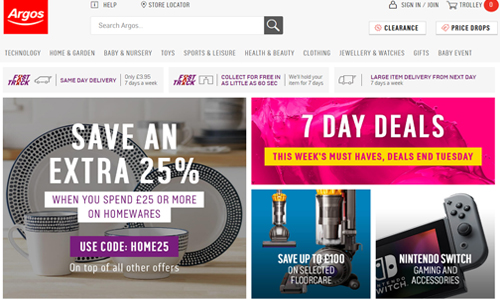 Argos
HELP
STORE LOCATOR
SIGN IN / JOIN
TROLLEY
0
Search Argos.
CLEARANCE
PRICE DROPS
TECHNOLOGY HOME & GARDEN BABY & NURSERY TOYS SPORTS & LEISURE HEALTH & BEAUTY CLOTHING JEWELLERY & WATCHES GIFTS BABY EVENT
FAST TRACK
SAME DAY DELIVERY
Only £3.95
7 days a week
FAST TRACK
COLLECT FOR FREE IN
AS LITTLE AS 60 SEC
We'll hold your
item for 7 days
LARGE ITEM DELIVERY FROM NEXT DAY
7 days a week
SAVE AN
EXTRA 25%
WHEN YOU SPEND £25 OR MORE
ON HOMEWARES
USE CODE: HOME25
On top of all other offers
7 DAY DEALS
THIS WEEK'S MUST HAVES, DEALS END TUESDAY
SAVE UP TO £100
ON SELECTED
FLOORCARE
NINTENDO SWITCH
GAMING AND
ACCESSORIES
NINTENDO
SWITCH